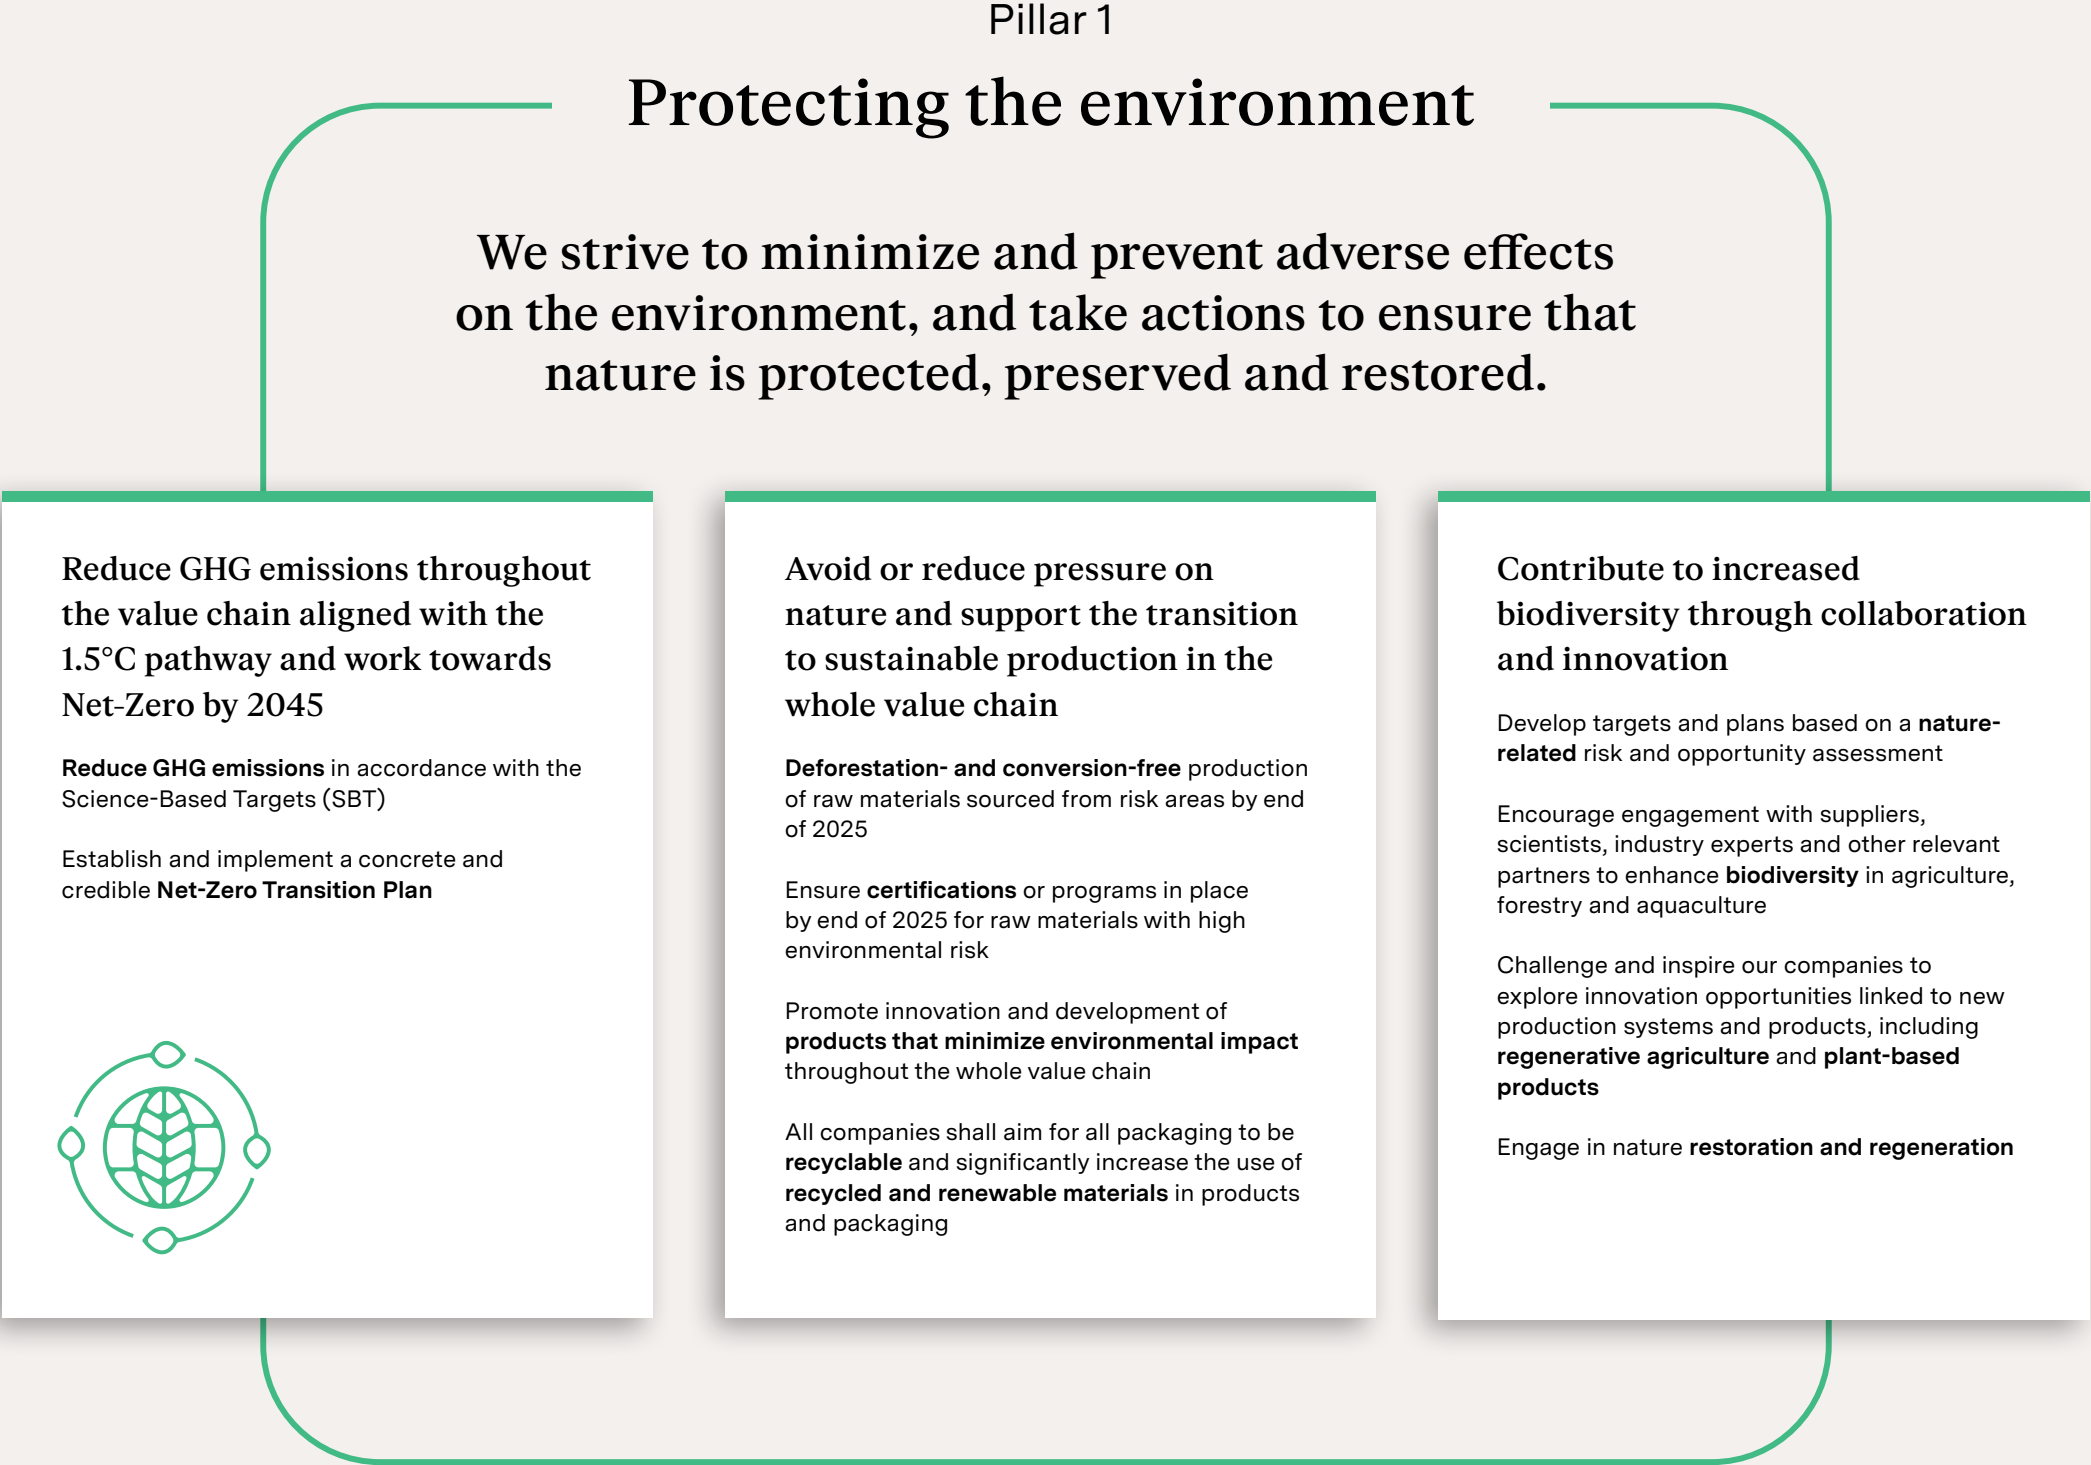 Pillar 1
Protecting the environment
We strive to minimize and prevent adverse effects
on the environment, and take actions to ensure that
nature is protected, preserved and restored.
Reduce GHG emissions throughout
the value chain aligned with the
1.5°C pathway and work towards
Net-Zero by 2045
Reduce GHG emissions in accordance with the
Science-Based Targets (SBT)
Establish and implement a concrete and
credible Net-Zero Transition Plan
Avoid or reduce pressure on
nature and support the transition
to sustainable production in the
whole value chain
Deforestation- and conversion-free production
of raw materials sourced from risk areas by end
of 2025
Ensure certifications or programs in place
by end of 2025 for raw materials with high
environmental risk
Promote innovation and development of
products that minimize environmental impact
throughout the whole value chain
All companies shall aim for all packaging to be
recyclable and significantly increase the use of
recycled and renewable materials in products
and packaging
Contribute to increased
biodiversity through collaboration
and innovation
Develop targets and plans based on a nature-
related risk and opportunity assessment
Encourage engagement with suppliers,
scientists, industry experts and other relevant
partners to enhance biodiversity in agriculture,
forestry and aquaculture
Challenge and inspire our companies to
explore innovation opportunities linked to new
production systems and products, including
regenerative agriculture and plant-based
products
Engage in nature restoration and regeneration